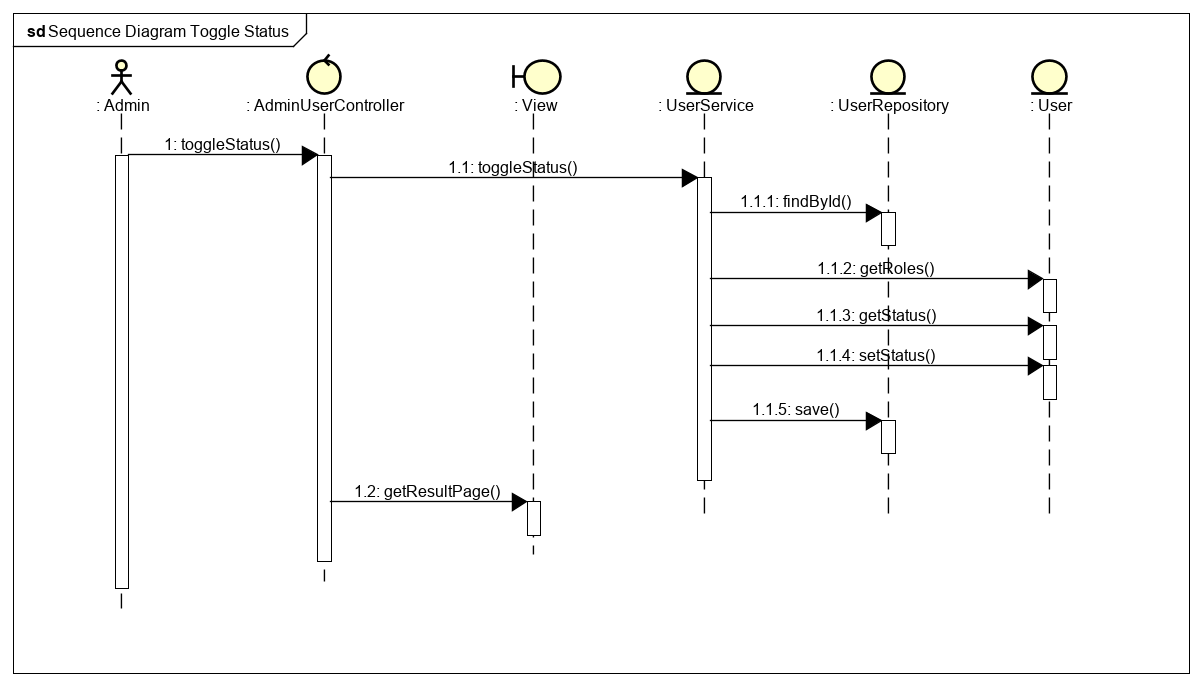 sd Sequence Diagram Toggle Status
: Admin
: AdminUserController
: View
: UserService
: UserRepository
: User
1: toggleStatus()
1.1: toggleStatus()
1.1.1: findById()
1.1.2: getRoles()
1.1.3: getStatus()
1.1.4: setStatus()
1.1.5: save()
1.2: getResultPage()